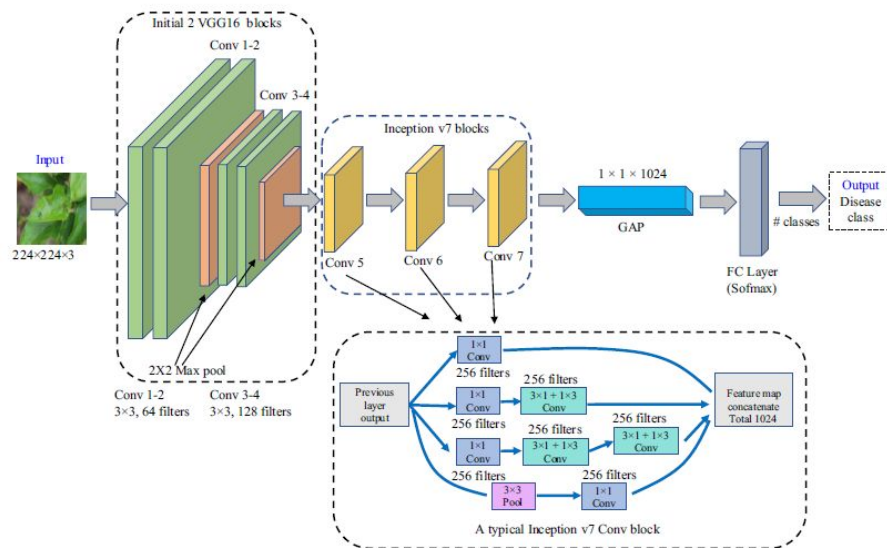 Initial 2 VGG16 blocks
Conv 1-2
Conv 3-4
Inception v7 blocks
Input
1 × 1 × 1024
Output
Disease
class
# classes
GAP
224×224×3
Conv 5
Conv 6
Conv 7
FC Layer
(Sofmax)
2X2 Max pool
Conv 1-2
3×3, 64 filters
Conv 3-4
3×3, 128 filters
1×1
Conv
256 filters
256 filters
Previous
layer
output
1×1
Conv
3×1 + 1×3
Conv
Feature map
concatenate
Total 1024
256 filters
256 filters
256 filters
1×1
Conv
3×1 + 1×3
Conv
3×1 + 1×3
Conv
256 filters
256 filters
256 filters
3×3
Pool
1×1
Conv
A typical Inception v7 Conv block